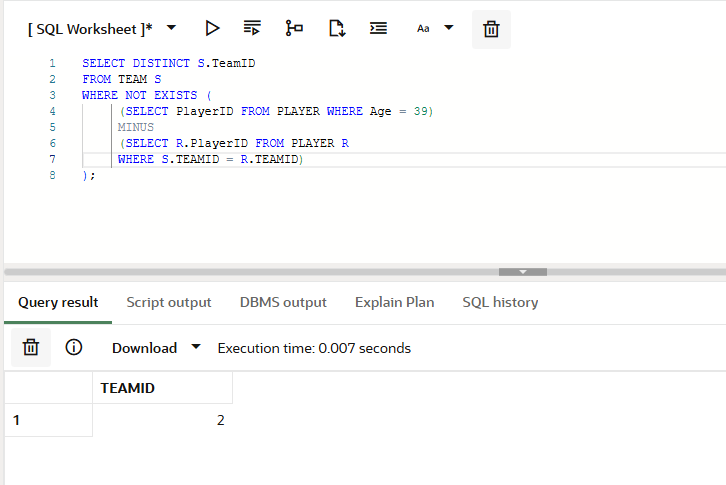 [ SQL Worksheet ]* Aa
1 SELECT DISTINCT S.TeamID
2 FROM TEAM S
3 WHERE NOT EXISTS (
4 (SELECT PlayerID FROM PLAYER WHERE Age = 39)
5 MINUS
6 (SELECT R.PlayerID FROM PLAYER R
7 WHERE S.TEAMID = R.TEAMID)
8 );
Query result Script output DBMS output Explain Plan SQL history
Download Execution time: 0.007 seconds
TEAMID
1 2